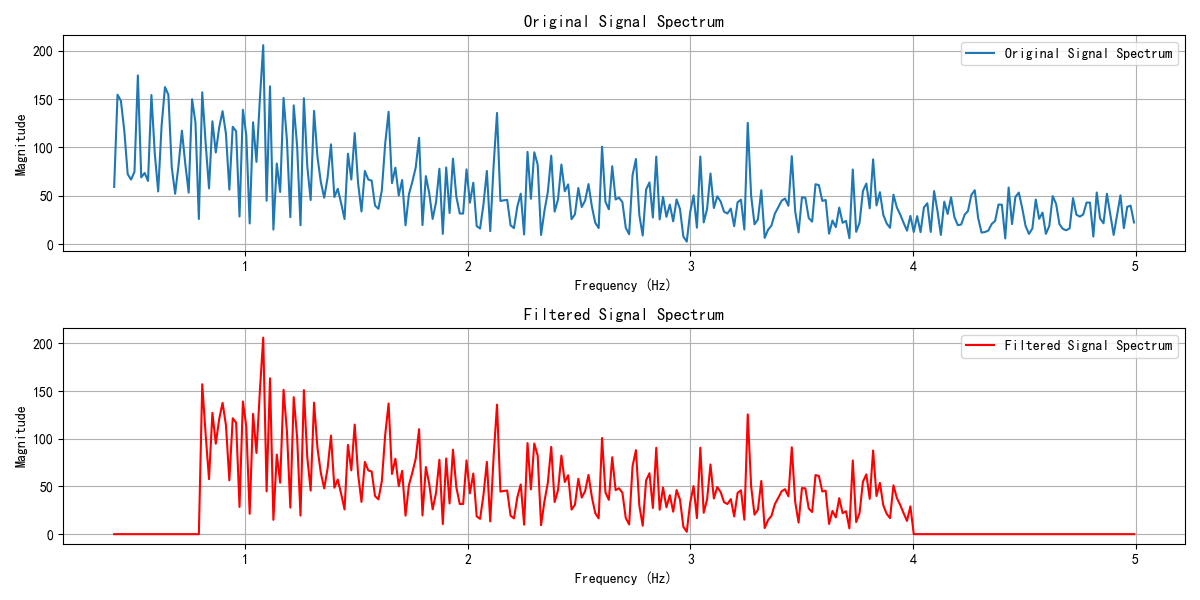 Original Signal Spectrum
Original Signal Spectrum
Magnitude
200
150
100
50
0
1
2
3
4
5
Frequency (Hz)
Filtered Signal Spectrum
Filtered Signal Spectrum
Magnitude
200
150
100
50
0
1
2
3
4
5
Frequency (Hz)